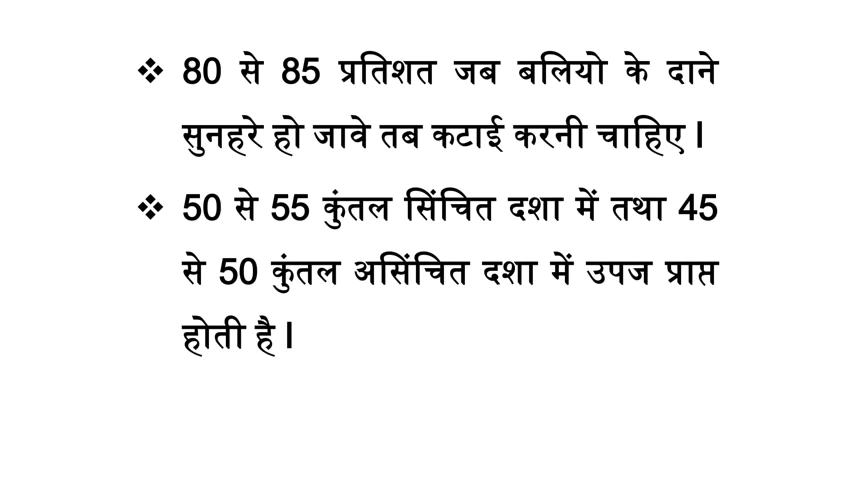 ❖ 80 से 85 प्रतिशत जब बलियो के दाने
सुनहरे हो जावे तब कटाई करनी चाहिए l
❖ 50 से 55 कुंतल सिंचित दशा में तथा 45
से 50 कुंतल असिंचित दशा में उपज प्राप्त
होती है l